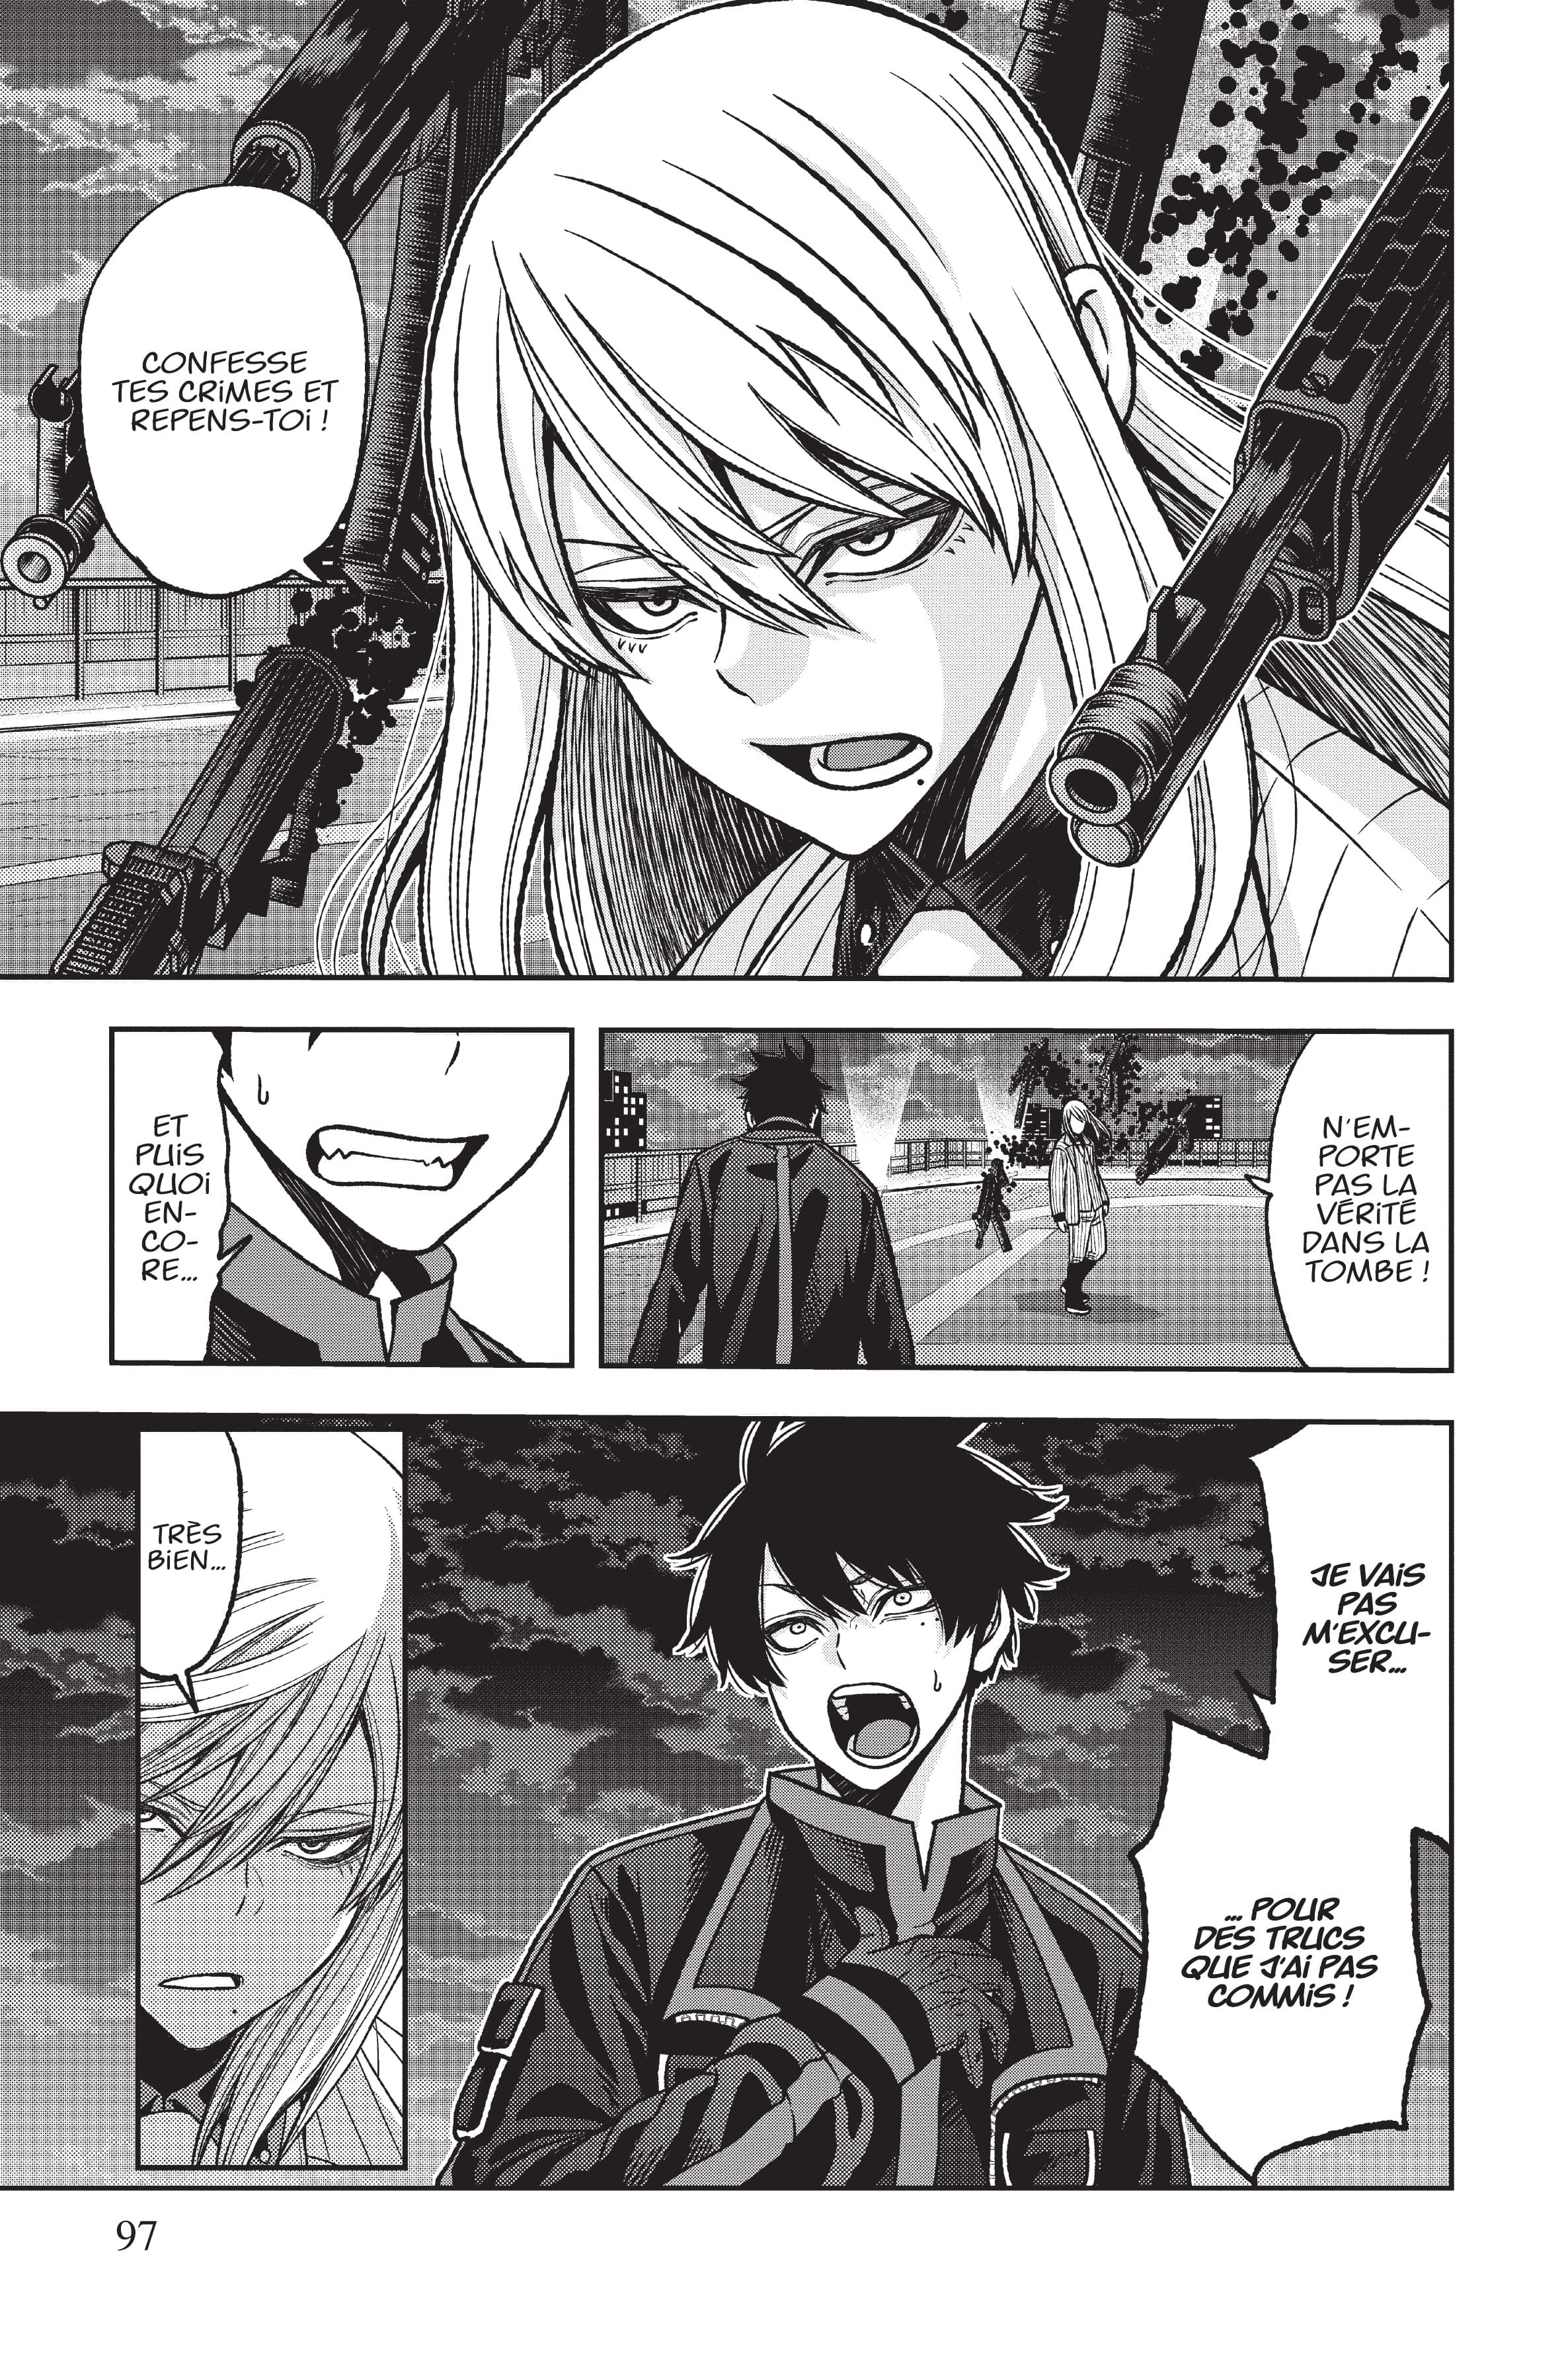 CONFESSE
TES CRIMES ET
REPENS-TOI !
N'EM-
PORTE
PAS LA
VÉRITÉ
DANS LA
TOMBE !
ET
PUIS
QUOI
EN-
CO-
RE...
JE VAIS
PAS
M'EXCU-
SER...
... POUR
DES TRUCS
QUE J'AI PAS
COMMIS !
TRÈS
BIEN...
97